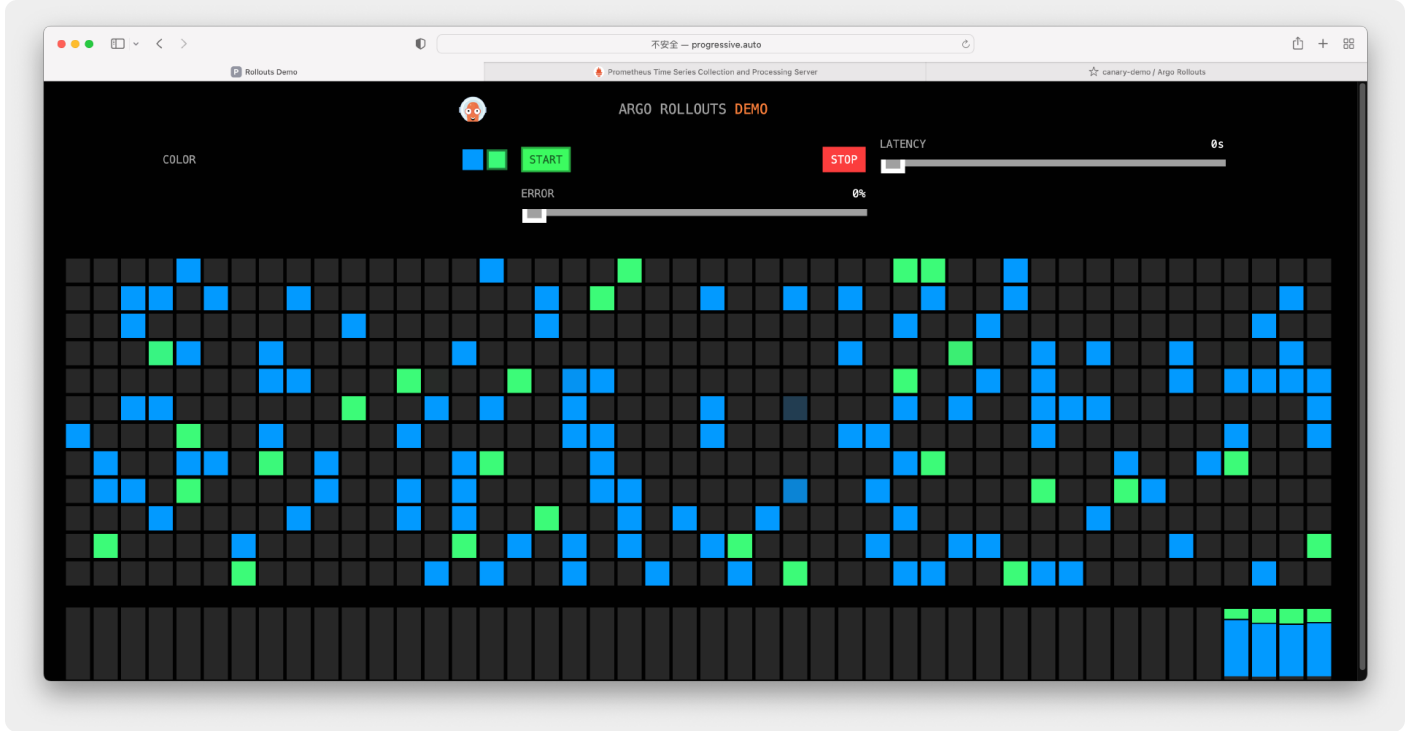 不安全 — progressive.auto
P Rollouts Demo
Prometheus Time Series Collection and Processing Server
canary-demo / Argo Rollouts
ARGO ROLLOUTS DEMO
COLOR
START
STOP
LATENCY 0s
ERROR 0%